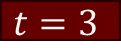 t = 3